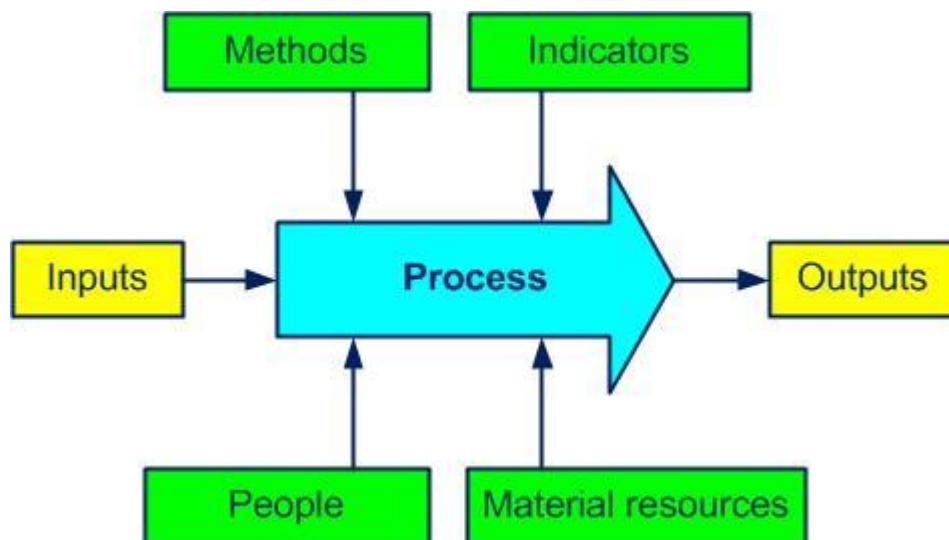 Methods
Indicators
Inputs
Process
Outputs
People
Material resources